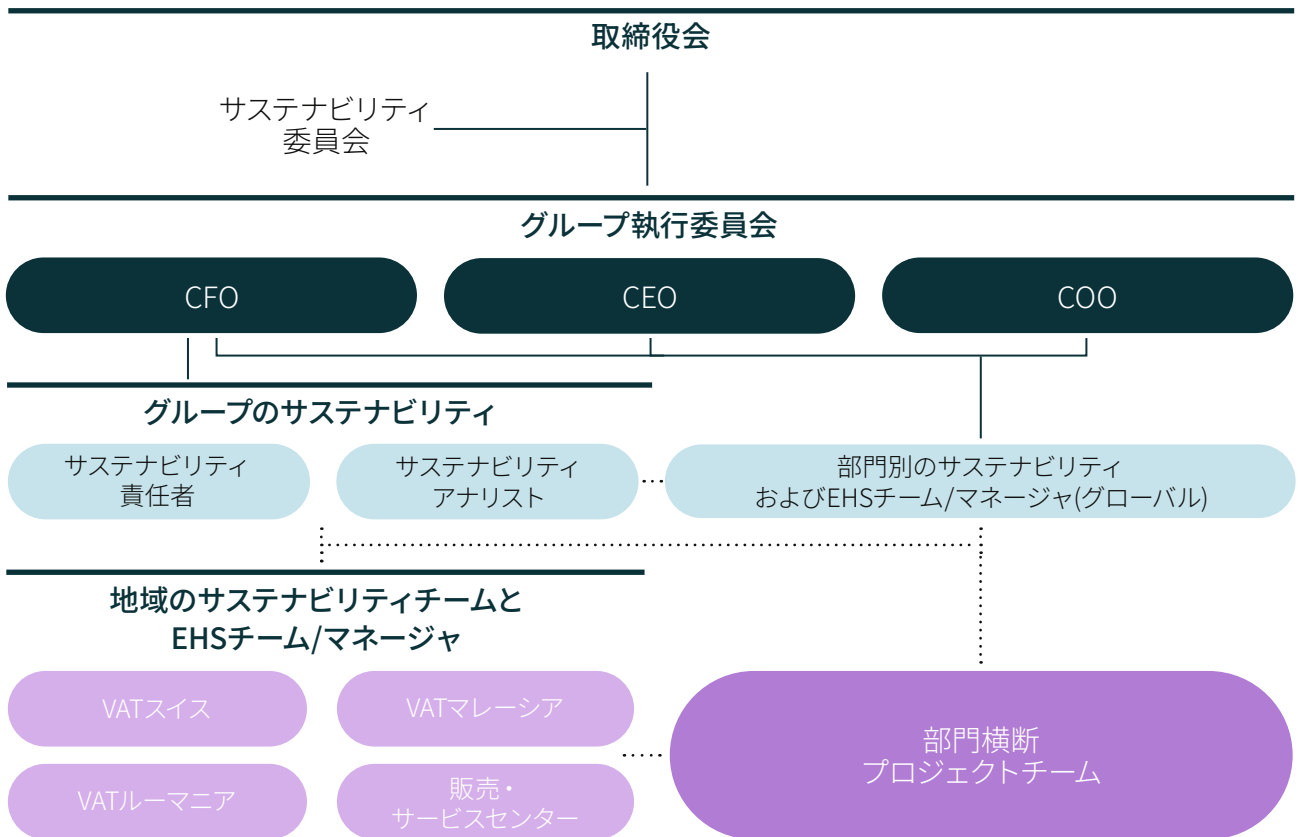 取締役会
サステナビリティ
委員会
グループ執行委員会
CFO
CEO
COO
グループのサステナビリティ
サステナビリティ
責任者
サステナビリティ
アナリスト
部門別のサステナビリティ
およびEHSチーム/マネージャ(グローバル)
地域のサステナビリティチームと
EHSチーム/マネージャ
VATスイス
VATマレーシア
VATルーマニア
販売・
サービスセンター
部門横断
プロジェクトチーム